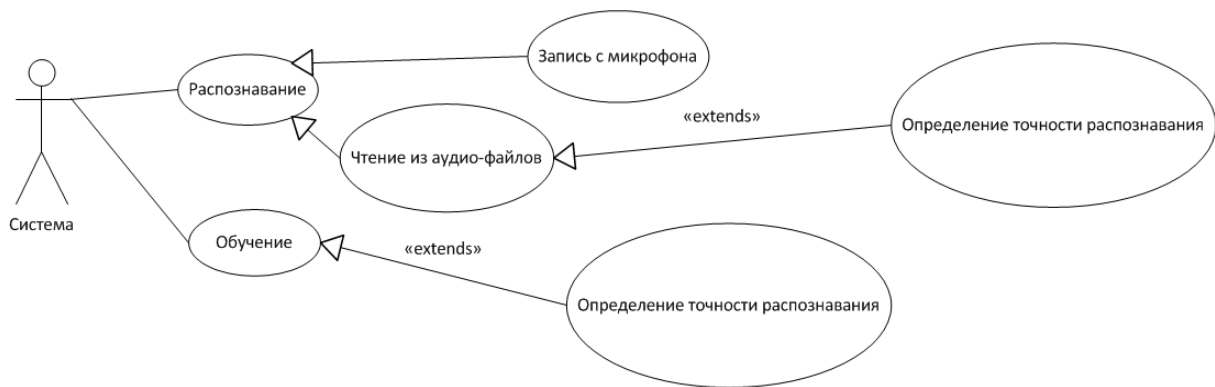 Запись с микрофона
Распознавание
«extends»
Определение точности распознавания
Чтение из аудио-файлов
Система
Обучение
«extends»
Определение точности распознавания